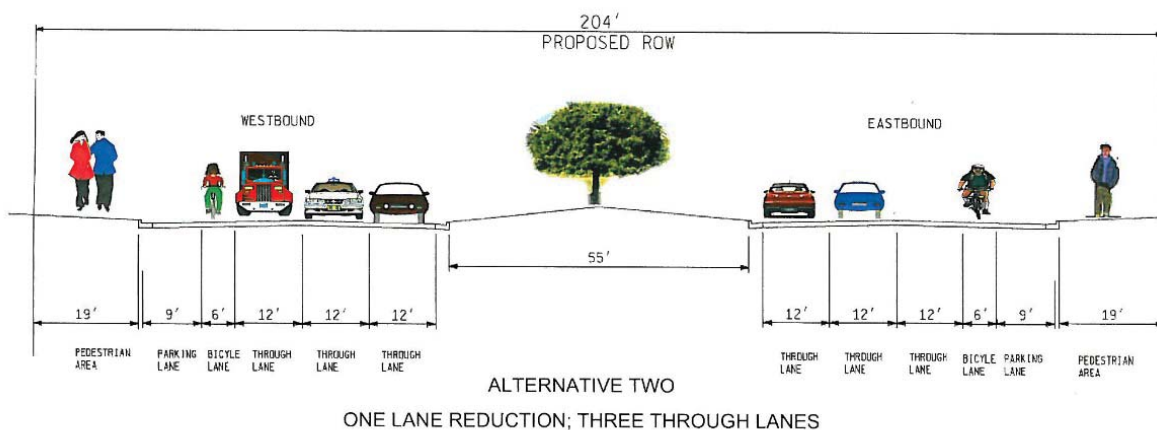 204'
PROPOSED ROW
WESTBOUND
EASTBOUND
55'
19' 9' 6' 12' 12' 12' 12' 12' 12' 6' 9' 19'
PEDESTRIAN AREA
PARKING LANE
BICYCLE LANE
THROUGH LANE
THROUGH LANE
THROUGH LANE
THROUGH LANE
THROUGH LANE
THROUGH LANE
BICYCLE LANE
PARKING LANE
PEDESTRIAN AREA
ALTERNATIVE TWO
ONE LANE REDUCTION; THREE THROUGH LANES